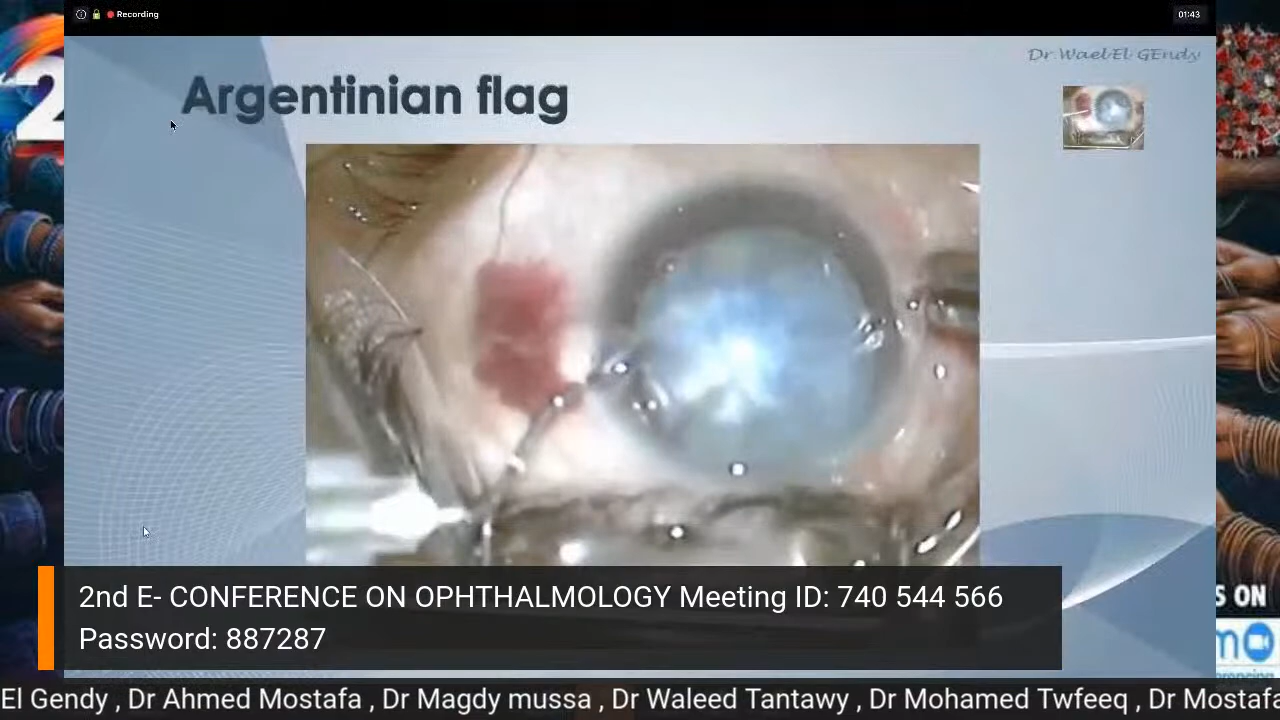 Recording
01:43
Dr Wael El GEndy
Argentinian flag
2
S ON
2nd E- CONFERENCE ON OPHTHALMOLOGY Meeting ID: 740 544 566
Password: 887287
El Gendy , Dr Ahmed Mostafa , Dr Magdy mussa , Dr Waleed Tantawy , Dr Mohamed Twfeeq , Dr Mostafa